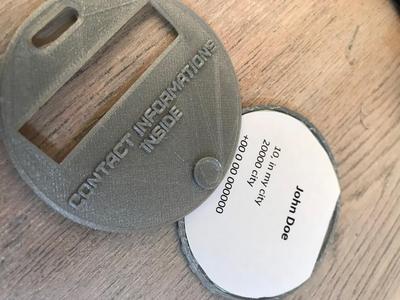 CONTACT INFORMATIONS
INSIDE
John Doe
10, in my city
20000 city
+00 0 00 000000